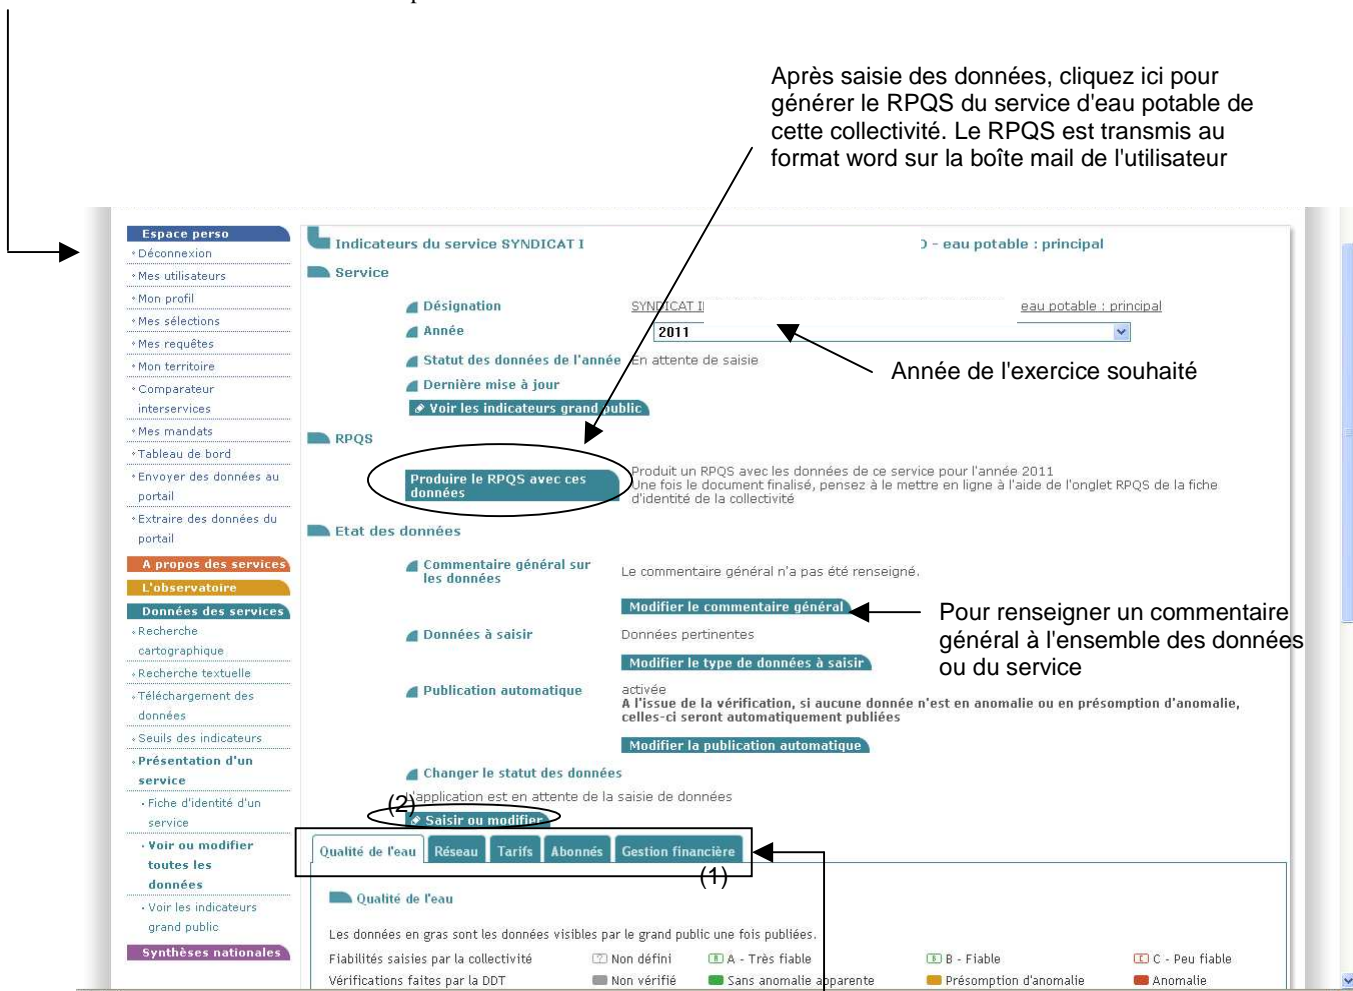 Après saisie des données, cliquez ici pour
générer le RPQS du service d'eau potable de
cette collectivité. Le RPQS est transmis au
format word sur la boîte mail de l'utilisateur
Espace perso
Déconnexion
Mes utilisateurs
Mon profil
Mes sélections
Mes requêtes
Mon territoire
Comparateur
interservices
Mes mandats
Tableau de bord
Envoyer des données au
portail
Extraire des données du
portail
A propos des services
L'observatoire
Données des services
Recherche
cartographique
Recherche textuelle
Téléchargement des
données
Seuils des indicateurs
Présentation d'un
service
Fiche d'identité d'un
service
Voir ou modifier
toutes les
données
Voir les indicateurs
grand public
Synthèses nationales
Indicateurs du service SYNDICAT I - eau potable : principal
Service
Désignation SYNDICAT I eau potable : principal
Année 2011
Statut des données de l'année En attente de saisie
Année de l'exercice souhaité
Dernière mise à jour
Voir les indicateurs grand public
RPQS
Produire le RPQS avec ces
données
Produit un RPQS avec les données de ce service pour l'année 2011
Une fois le document finalisé, pensez à le mettre en ligne à l'aide de l'onglet RPQS de la fiche
d'identité de la collectivité
Etat des données
Commentaire général sur
les données
Le commentaire général n'a pas été renseigné.
Modifier le commentaire général
Pour renseigner un commentaire
général à l'ensemble des données
ou du service
Données à saisir Données pertinentes
Modifier le type de données à saisir
Publication automatique activée
A l'issue de la vérification, si aucune donnée n'est en anomalie ou en présomption d'anomalie,
celles-ci seront automatiquement publiées
Modifier la publication automatique
Changer le statut des données
L'application est en attente de la saisie de données
(2)
Saisir ou modifier
Qualité de l'eau Réseau Tarifs Abonnés Gestion financière
(1)
Qualité de l'eau
Les données en gras sont les données visibles par le grand public une fois publiées.
Fiabilités saisies par la collectivité ? Non défini A A - Très fiable B B - Fiable C C - Peu fiable
Vérifications faites par la DDT Non vérifié Sans anomalie apparente Présomption d'anomalie Anomalie